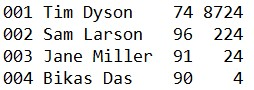 001 Tim Dyson    74 8724
002 Sam Larson   96  224
003 Jane Miller  91   24
004 Bikas Das    90    4